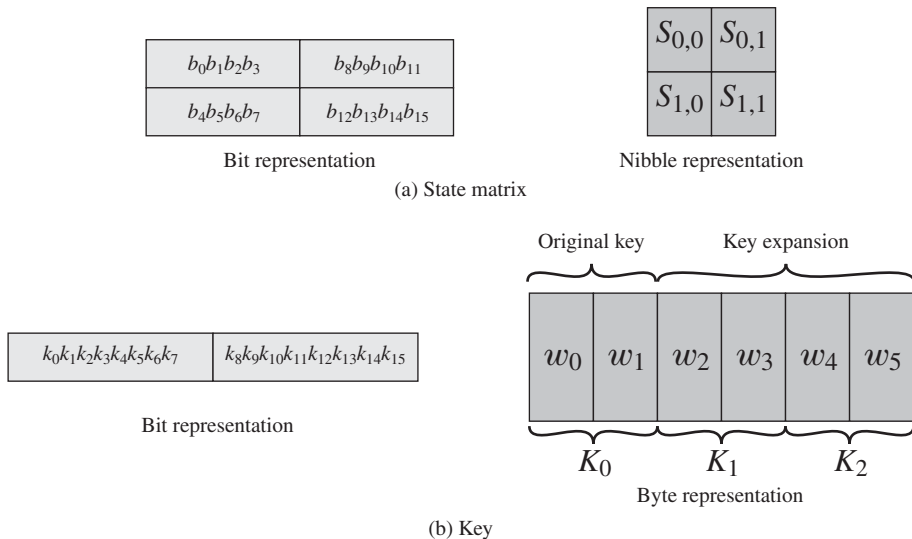 b₀b₁b₂b₃ b₈b₉b₁₀b₁₁
b₄b₅b₆b₇ b₁₂b₁₃b₁₄b₁₅
Bit representation
S₀,₀ S₀,₁
S₁,₀ S₁,₁
Nibble representation
(a) State matrix
k₀k₁k₂k₃k₄k₅k₆k₇ k₈k₉k₁₀k₁₁k₁₂k₁₃k₁₄k₁₅
Bit representation
Original key Key expansion
w₀ w₁ w₂ w₃ w₄ w₅
K₀ K₁ K₂
Byte representation
(b) Key